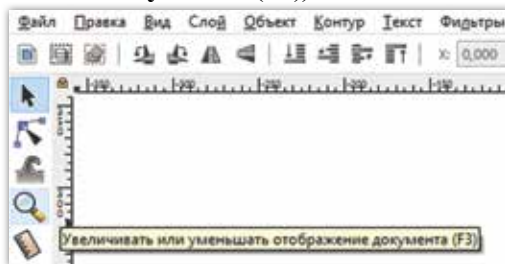 Файл Правка Вид Слой Объект Контур Текст Фильтры
X: 0,000
Увеличивать или уменьшать отображение документа (F3)